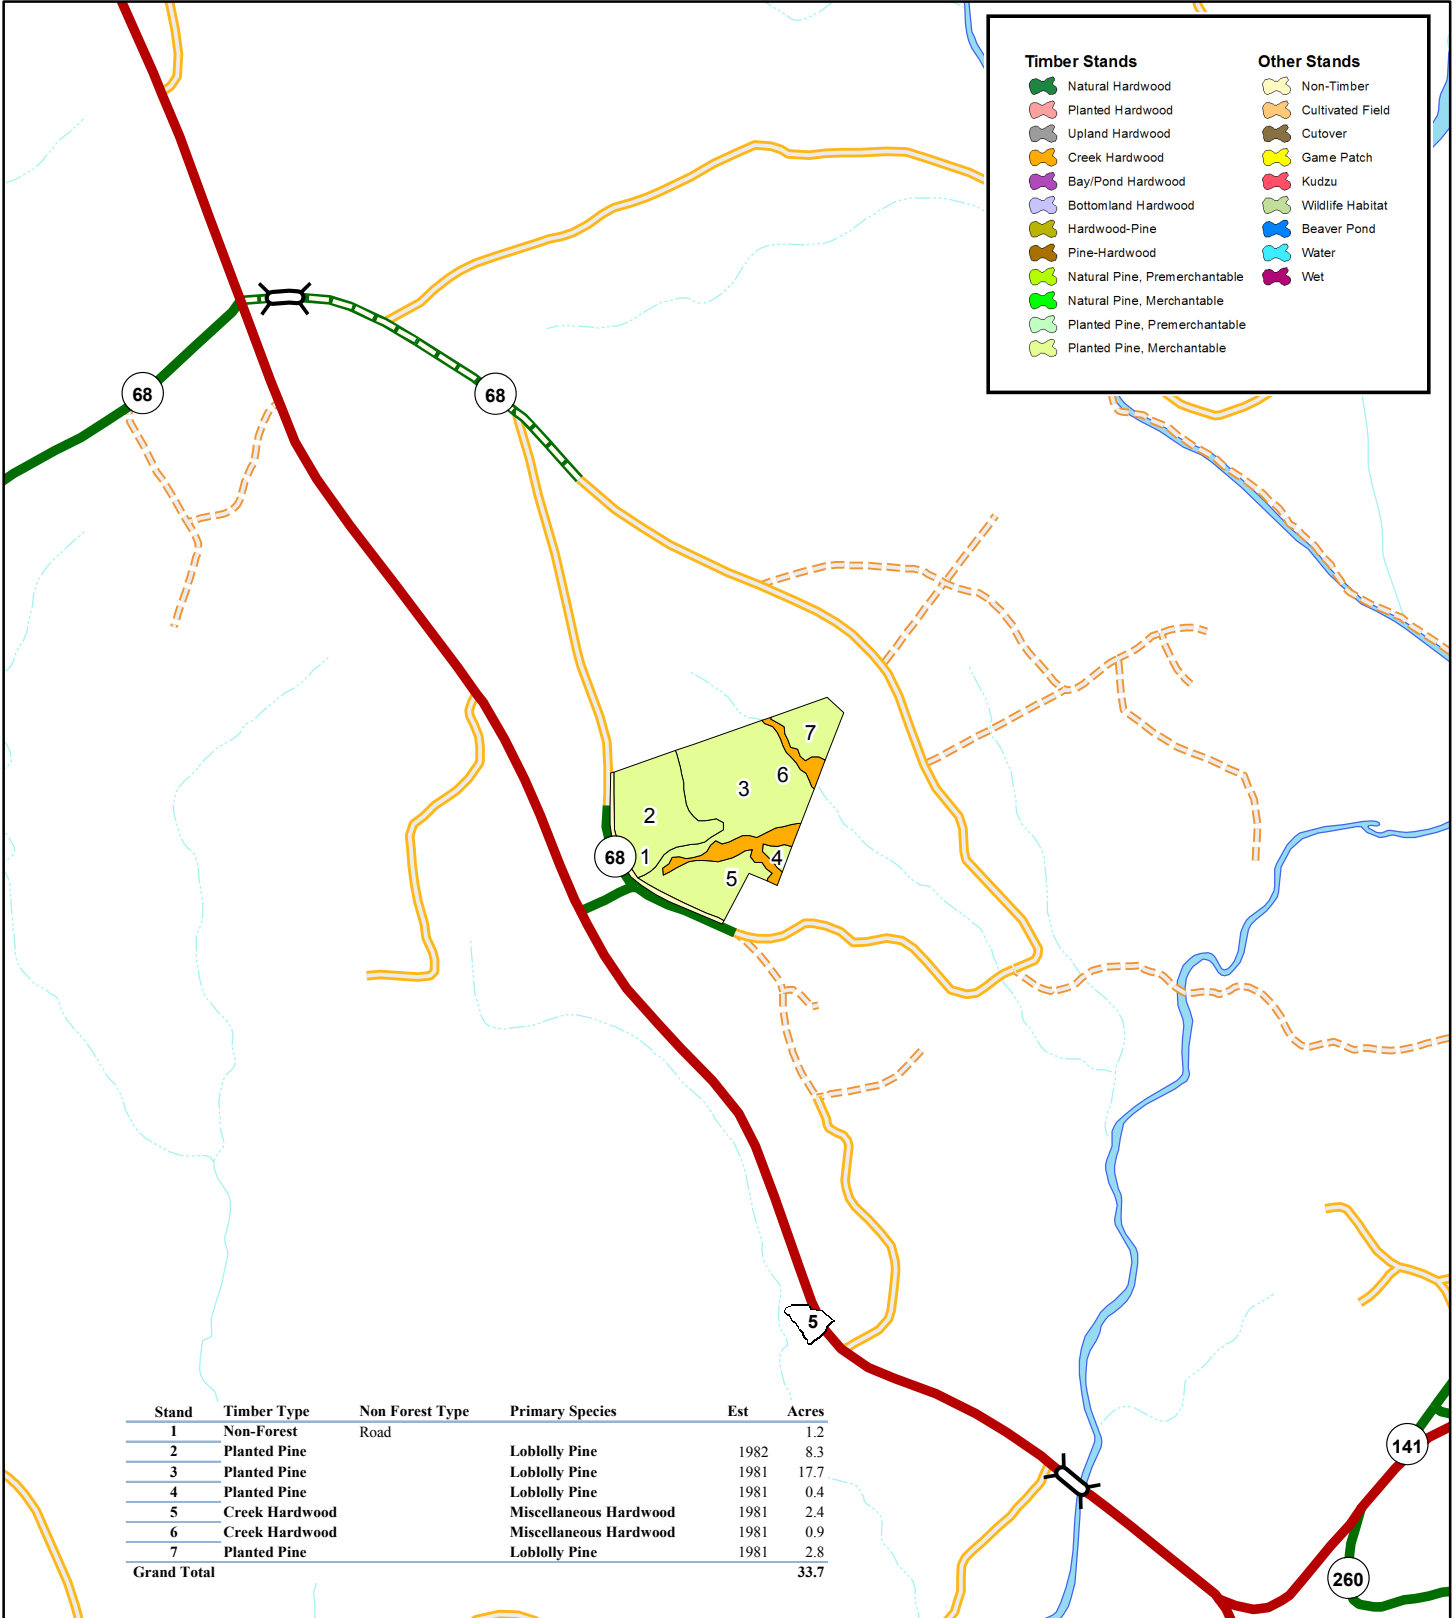 Timber Stands
Natural Hardwood
Planted Hardwood
Upland Hardwood
Creek Hardwood
Bay/Pond Hardwood
Bottomland Hardwood
Hardwood-Pine
Pine-Hardwood
Natural Pine, Premerchantable
Natural Pine, Merchantable
Planted Pine, Premerchantable
Planted Pine, Merchantable
Other Stands
Non-Timber
Cultivated Field
Cutover
Game Patch
Kudzu
Wildlife Habitat
Beaver Pond
Water
Wet
68
68
7
6
3
2
68
1
4
5
5
141
260
Stand Timber Type Non Forest Type Primary Species Est Acres
1 Non-Forest Road 1.2
2 Planted Pine Loblolly Pine 1982 8.3
3 Planted Pine Loblolly Pine 1981 17.7
4 Planted Pine Loblolly Pine 1981 0.4
5 Creek Hardwood Miscellaneous Hardwood 1981 2.4
6 Creek Hardwood Miscellaneous Hardwood 1981 0.9
7 Planted Pine Loblolly Pine 1981 2.8
Grand Total 33.7